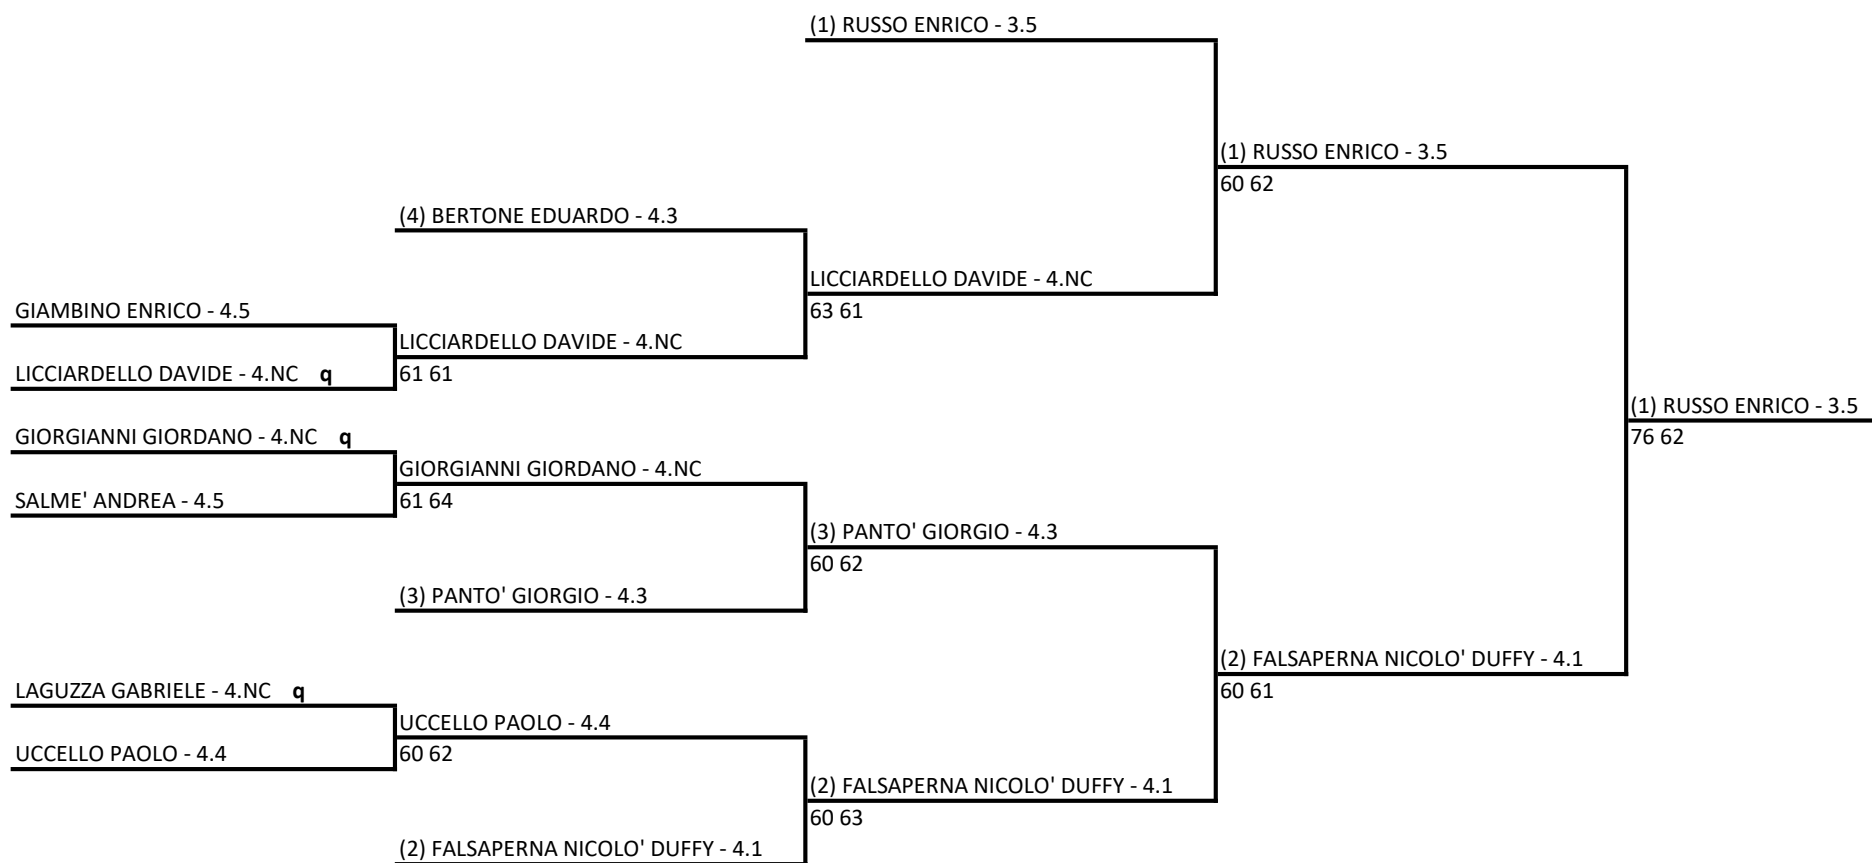 (1) RUSSO ENRICO - 3.5
(1) RUSSO ENRICO - 3.5
60 62
(4) BERTONE EDUARDO - 4.3
LICCIARDELLO DAVIDE - 4.NC
63 61
GIAMBINO ENRICO - 4.5
LICCIARDELLO DAVIDE - 4.NC
LICCIARDELLO DAVIDE - 4.NC q
61 61
(1) RUSSO ENRICO - 3.5
76 62
GIORGIANNI GIORDANO - 4.NC q
GIORGIANNI GIORDANO - 4.NC
SALME' ANDREA - 4.5
61 64
(3) PANTO' GIORGIO - 4.3
60 62
(3) PANTO' GIORGIO - 4.3
(2) FALSAPERNA NICOLO' DUFFY - 4.1
60 61
LAGUZZA GABRIELE - 4.NC q
UCCELLO PAOLO - 4.4
UCCELLO PAOLO - 4.4
60 62
(2) FALSAPERNA NICOLO' DUFFY - 4.1
60 63
(2) FALSAPERNA NICOLO' DUFFY - 4.1